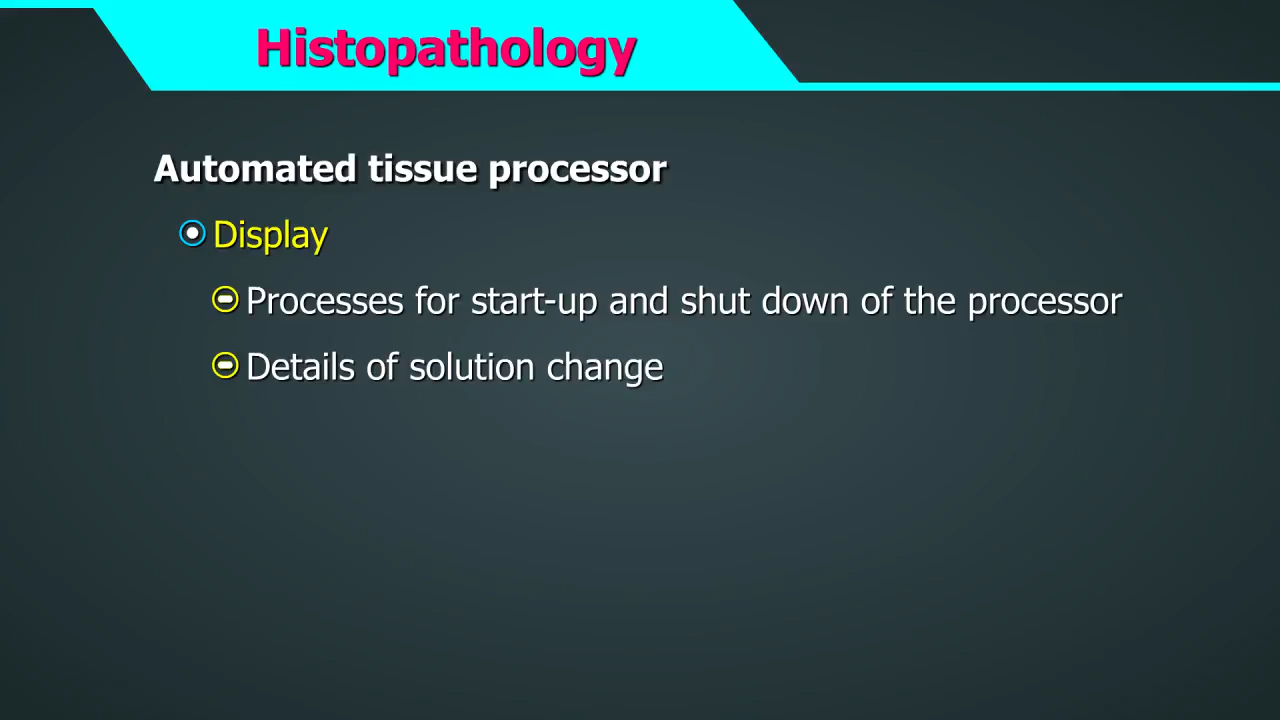 Histopathology
Automated tissue processor
Display
Processes for start-up and shut down of the processor
Details of solution change